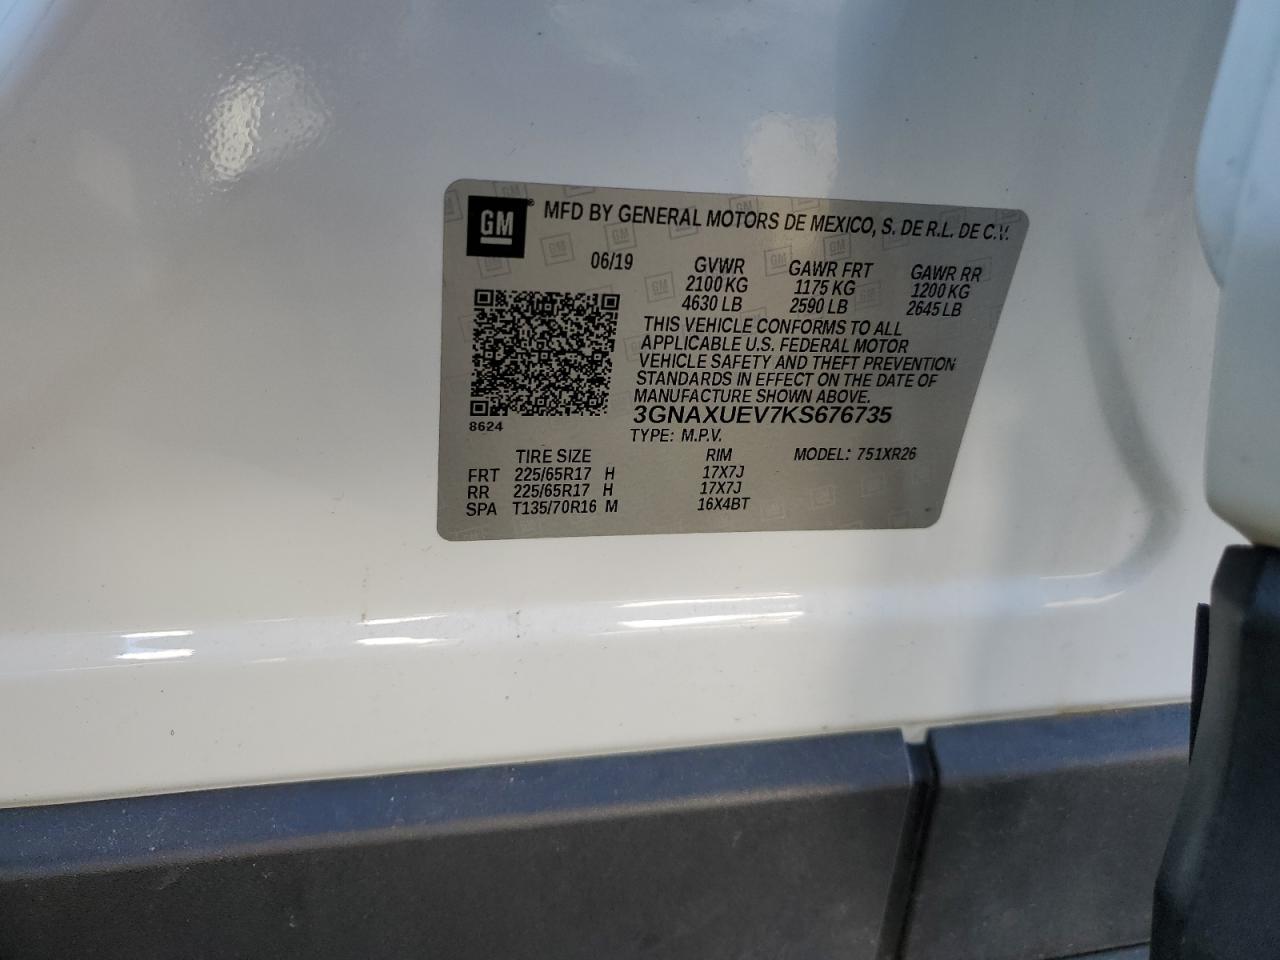 GM ® MFD BY GENERAL MOTORS DE MEXICO, S. DE R.L. DE C.V.
06/19 GVWR GAWR FRT GAWR RR
2100 KG 1175 KG 1200 KG
4630 LB 2590 LB 2645 LB
THIS VEHICLE CONFORMS TO ALL
APPLICABLE U.S. FEDERAL MOTOR
VEHICLE SAFETY AND THEFT PREVENTION
STANDARDS IN EFFECT ON THE DATE OF
MANUFACTURE SHOWN ABOVE.
3GNAXUEV7KS676735
8624
TYPE: M.P.V.
TIRE SIZE RIM MODEL: 751XR26
FRT 225/65R17 H 17X7J
RR 225/65R17 H 17X7J
SPA T135/70R16 M 16X4BT